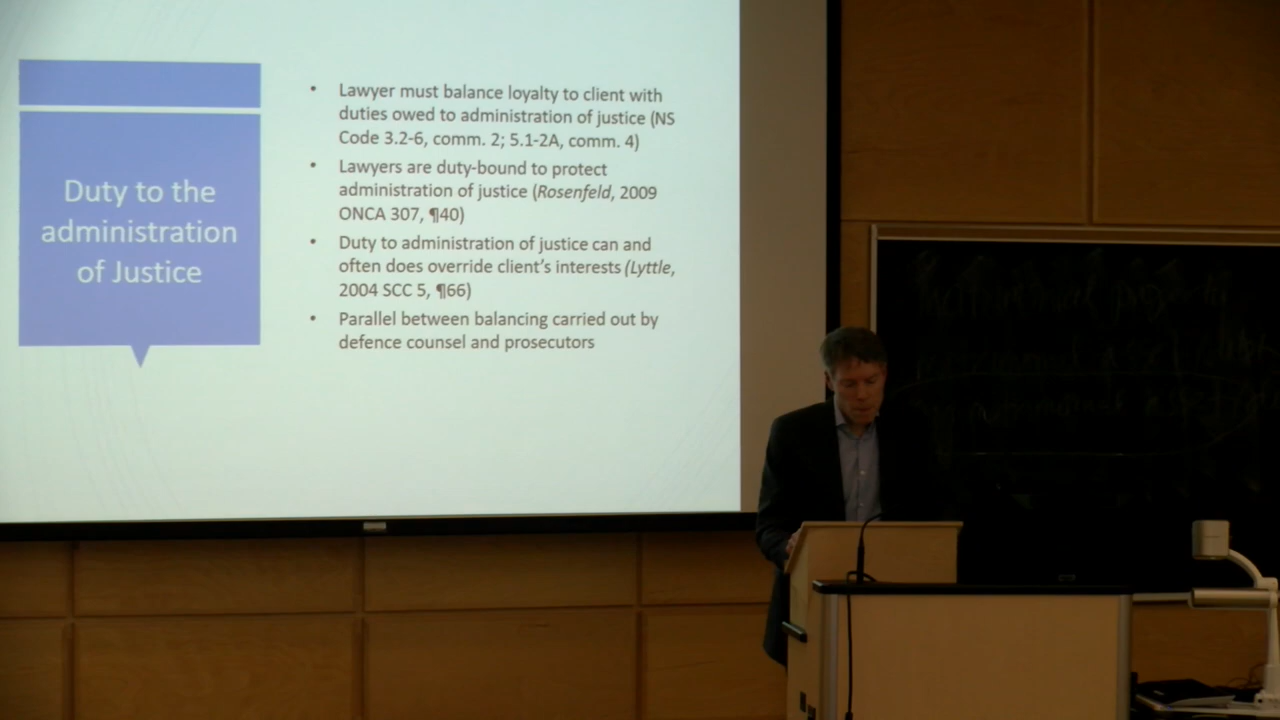 Duty to the
administration
of Justice
• Lawyer must balance loyalty to client with
duties owed to administration of justice (NS
Code 3.2-6, comm. 2; 5.1-2A, comm. 4)
• Lawyers are duty-bound to protect
administration of justice (Rosenfeld, 2009
ONCA 307, ¶40)
• Duty to administration of justice can and
often does override client's interests (Lyttle,
2004 SCC 5, ¶66)
• Parallel between balancing carried out by
defence counsel and prosecutors